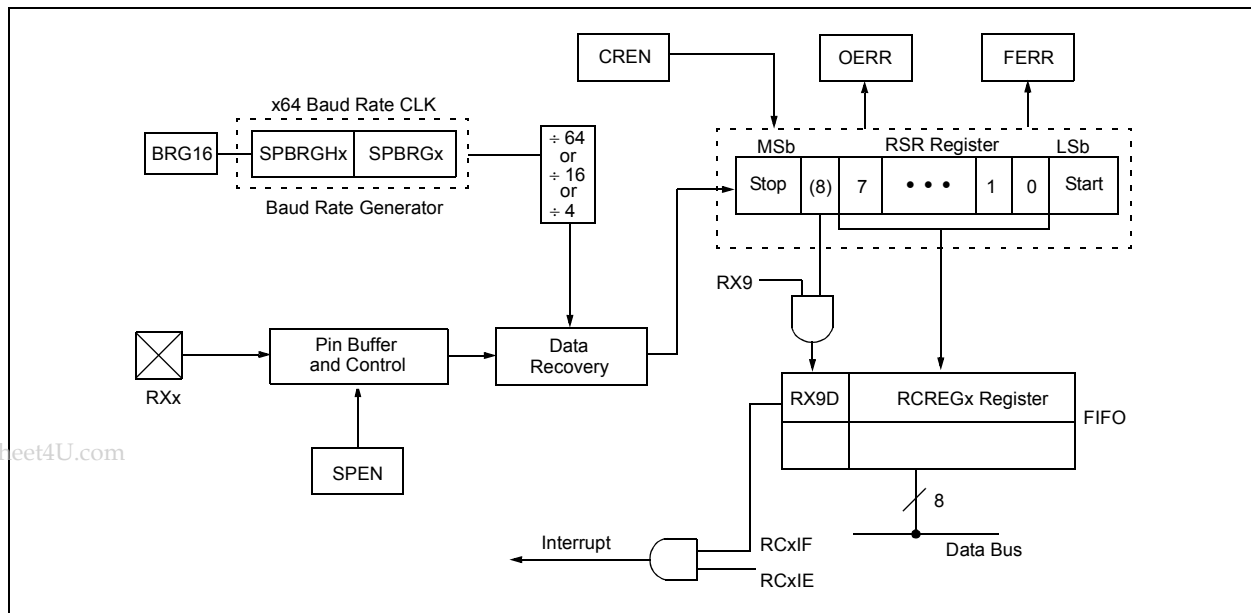 CREN
OERR
FERR
x64 Baud Rate CLK
BRG16
SPBRGHx
SPBRGx
Baud Rate Generator
÷ 64
or
÷ 16
or
÷ 4
MSb
RSR Register
LSb
Stop
(8)
7
• • •
1
0
Start
RX9
RXx
Pin Buffer
and Control
Data
Recovery
SPEN
RX9D
RCREGx Register
FIFO
8
Data Bus
Interrupt
RCxIF
RCxIE
heet4U.com